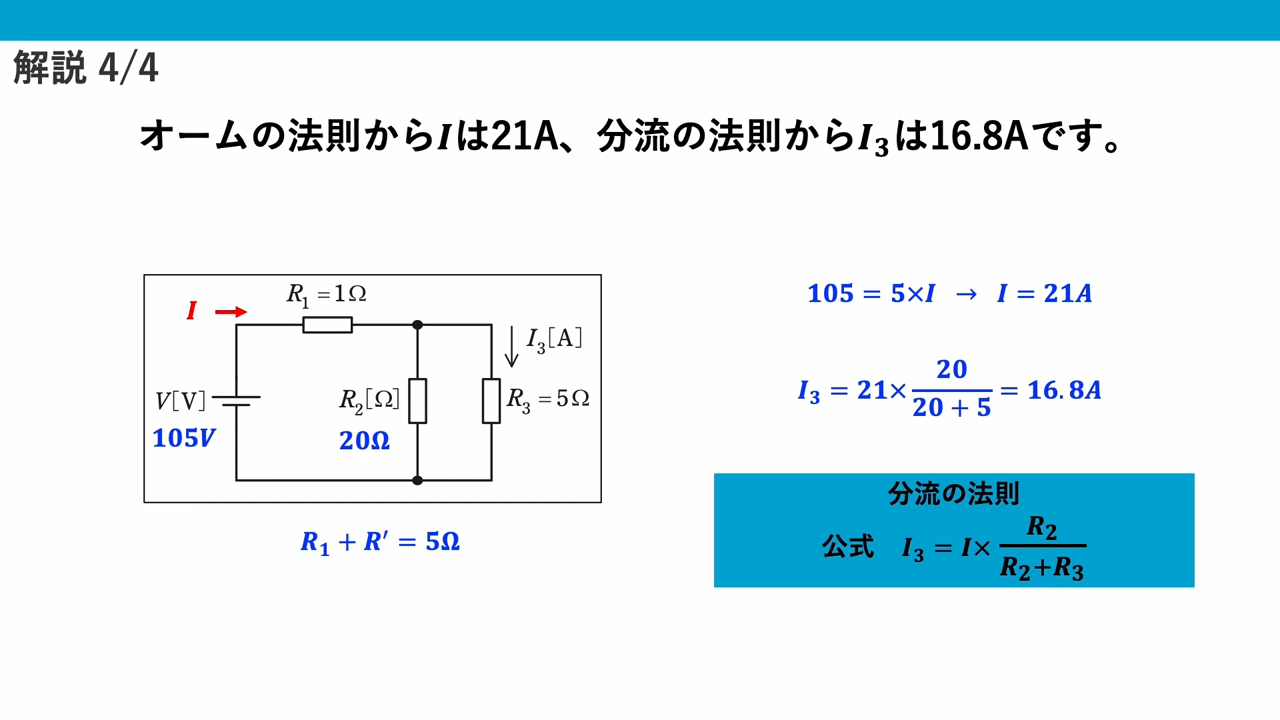 解説 4/4
オームの法則からIは21A、分流の法則からI₃は16.8Aです。
R₁ = 1Ω
I
I₃[A]
V[V]
R₂[Ω]
R₃ = 5Ω
105V
20Ω
R₁ + R′ = 5Ω
105 = 5×I → I = 21A
I₃ = 21× 20/(20 + 5) = 16.8A
分流の法則
公式 I₃ = I× R₂/(R₂+R₃)